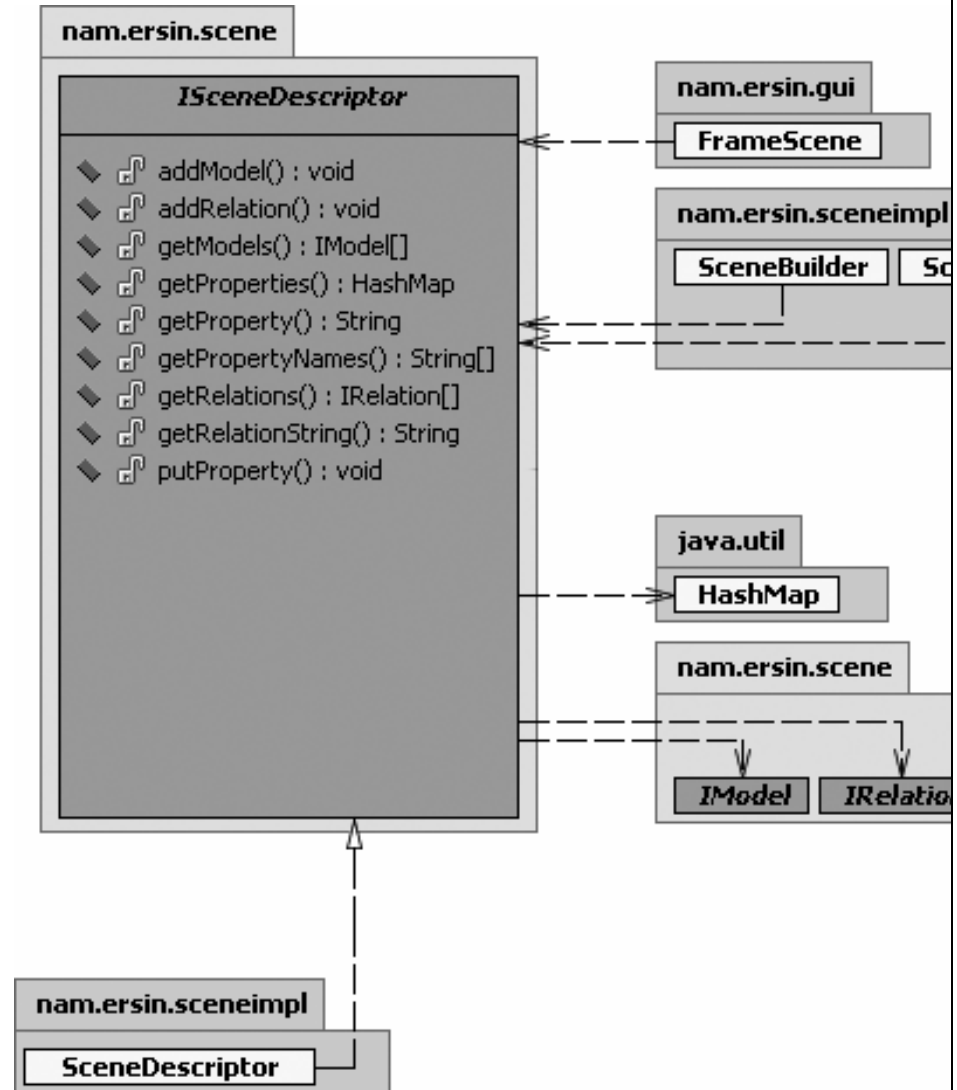 nam.ersin.scene
ISceneDescriptor
addModel() : void
addRelation() : void
getModels() : IModel[]
getProperties() : HashMap
getProperty() : String
getPropertyNames() : String[]
getRelations() : IRelation[]
getRelationString() : String
putProperty() : void
nam.ersin.gui
FrameScene
nam.ersin.sceneimpl
SceneBuilder
Sc
java.util
HashMap
nam.ersin.scene
IModel
IRelatio
nam.ersin.sceneimpl
SceneDescriptor